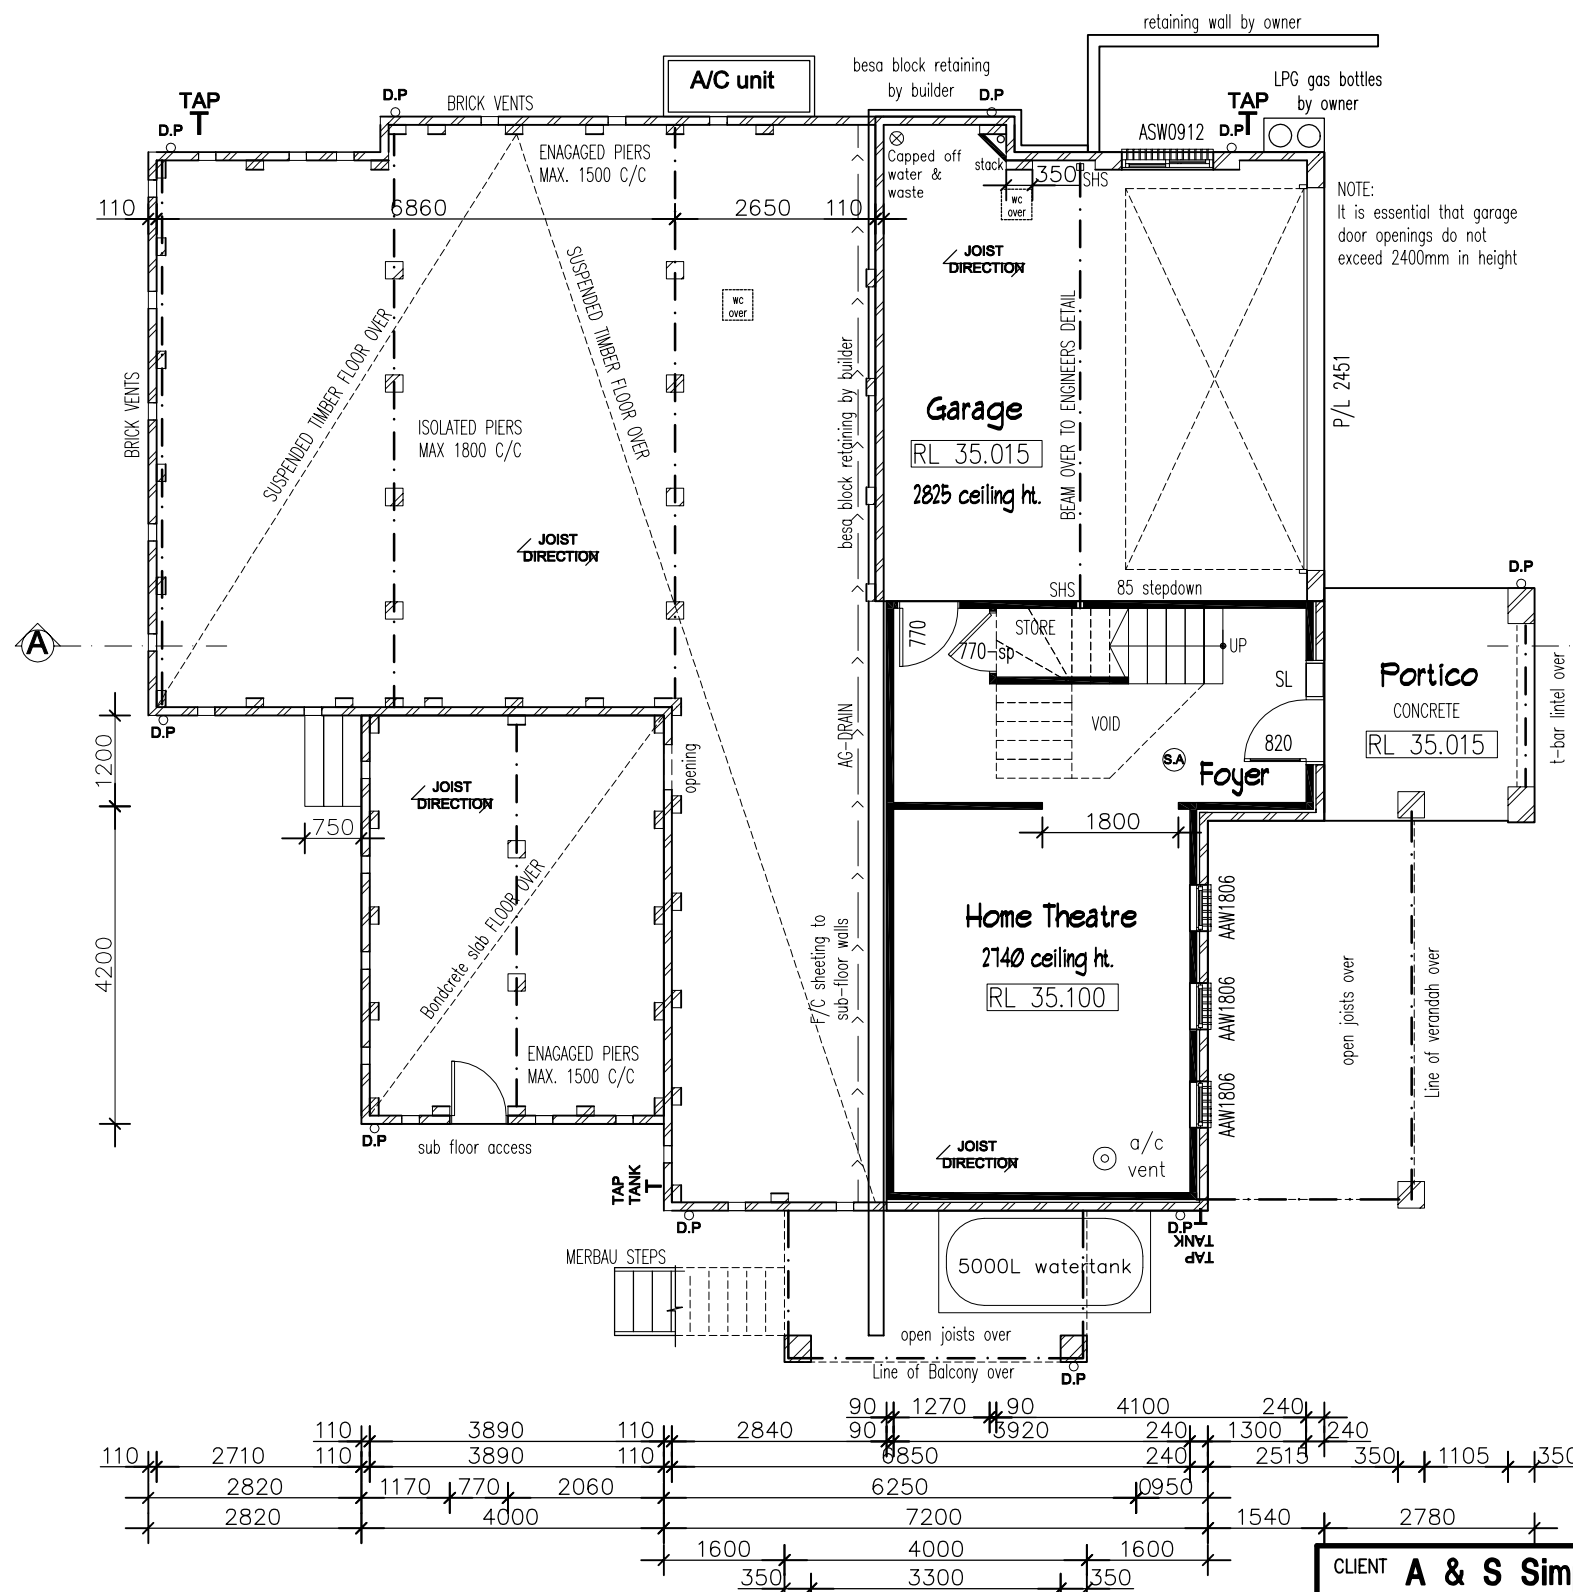 retaining wall by owner
besa block retaining
by builder
LPG gas bottles
by owner
A/C unit
TAP
T
D.P
D.P
BRICK VENTS
D.P
TAP
T
D.P
ASW0912
ENAGAGED PIERS
MAX. 1500 C/C
Capped off
water &
waste
stack
350
SHS
wc
over
NOTE:
It is essential that garage
door openings do not
exceed 2400mm in height
110
6860
2650
110
JOIST
DIRECTION
wc
over
SUSPENDED TIMBER FLOOR OVER
SUSPENDED TIMBER FLOOR OVER
BRICK VENTS
besa block retaining by builder
BEAM OVER TO ENGINEERS DETAIL
P/L 2451
Garage
RL 35.015
2825 ceiling ht.
ISOLATED PIERS
MAX 1800 C/C
JOIST
DIRECTION
SHS
85 stepdown
D.P
A
770
770-sp
STORE
UP
SL
Portico
CONCRETE
RL 35.015
t-bar lintel over
D.P
VOID
S.A
820
Foyer
AG-DRAIN
opening
1200
750
JOIST
DIRECTION
1800
4200
Bondcrete slab FLOOR OVER
Home Theatre
2740 ceiling ht.
RL 35.100
F/C sheeting to
sub-floor walls
AAW1806
AAW1806
AAW1806
open joists over
Line of verandah over
ENAGAGED PIERS
MAX. 1500 C/C
D.P
sub floor access
JOIST
DIRECTION
a/c
vent
TAP
TANK
T
D.P
D.P
T
TAP
TANK
MERBAU STEPS
5000L watertank
open joists over
Line of Balcony over
D.P
90 1270 90 4100 240
110 3890 110 2840 90 3920 240 1300 240
110 2710 110 3890 110 6850 240 2515 350 1105 350
2820 1170 770 2060 6250 0950
2820 4000 7200 1540 2780
1600 4000 1600
350 3300 350
CLIENT A & S Sim